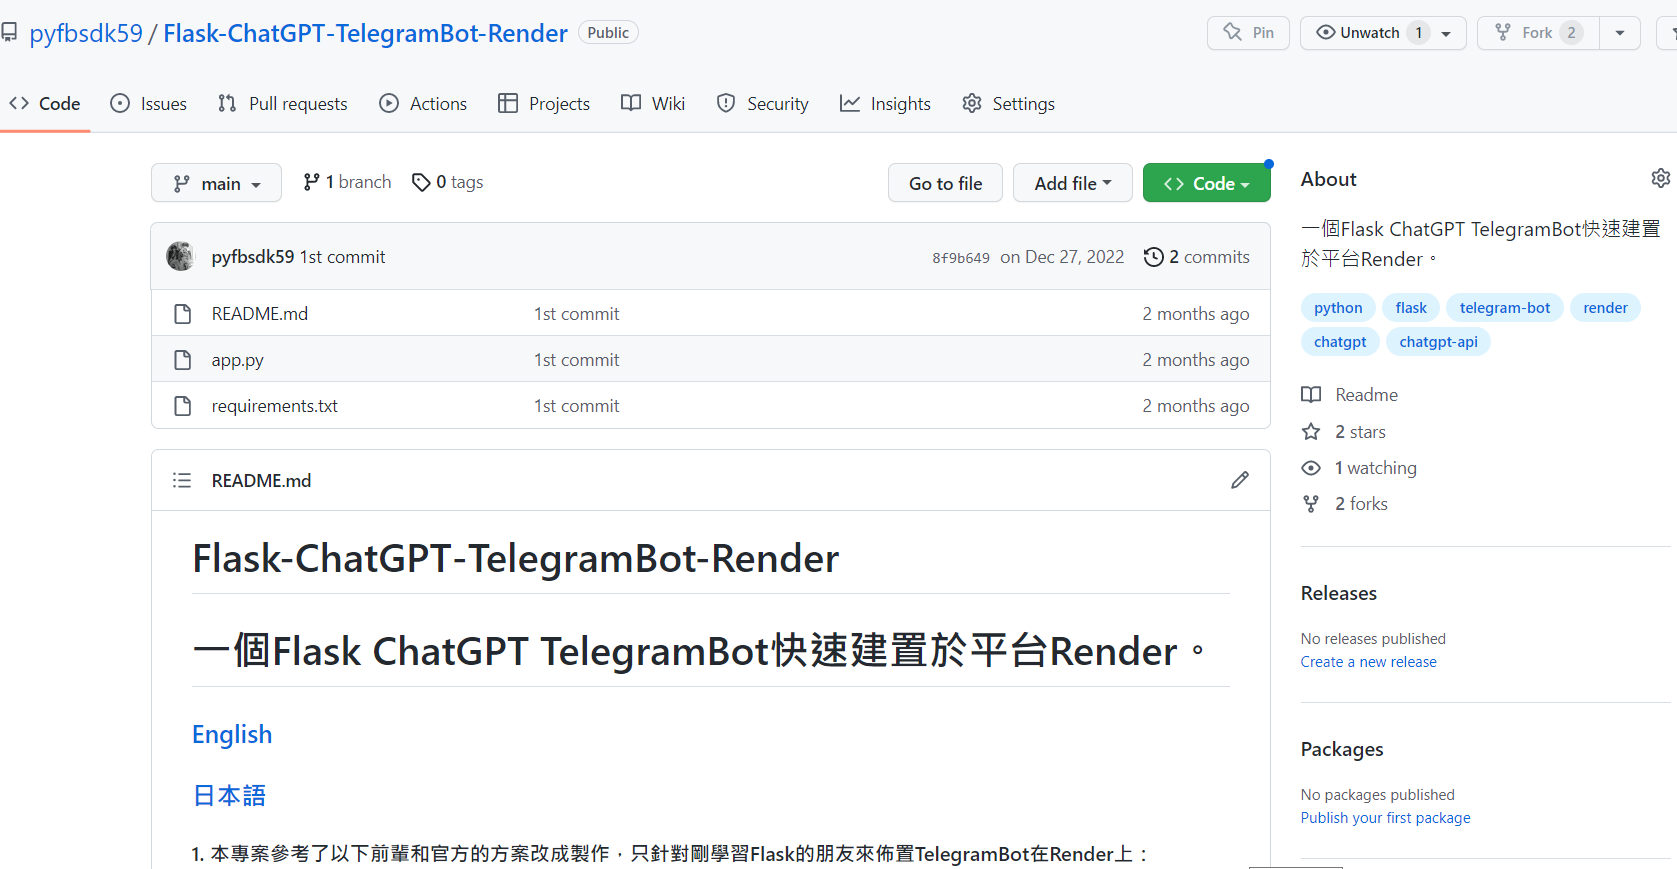 pyfbsdk59 / Flask-ChatGPT-TelegramBot-Render Public
Pin
Unwatch 1
Fork 2
Code
Issues
Pull requests
Actions
Projects
Wiki
Security
Insights
Settings
main
1 branch
0 tags
Go to file
Add file
Code
pyfbsdk59 1st commit
8f9b649 on Dec 27, 2022
2 commits
README.md 1st commit 2 months ago
app.py 1st commit 2 months ago
requirements.txt 1st commit 2 months ago
README.md
Flask-ChatGPT-TelegramBot-Render
一個Flask ChatGPT TelegramBot快速建置於平台Render。
English
日本語
1. 本專案參考了以下前輩和官方的方案改成製作，只針對剛學習Flask的朋友來佈置TelegramBot在Render上：
About
一個Flask ChatGPT TelegramBot快速建置
於平台Render。
python flask telegram-bot render
chatgpt chatgpt-api
Readme
2 stars
1 watching
2 forks
Releases
No releases published
Create a new release
Packages
No packages published
Publish your first package